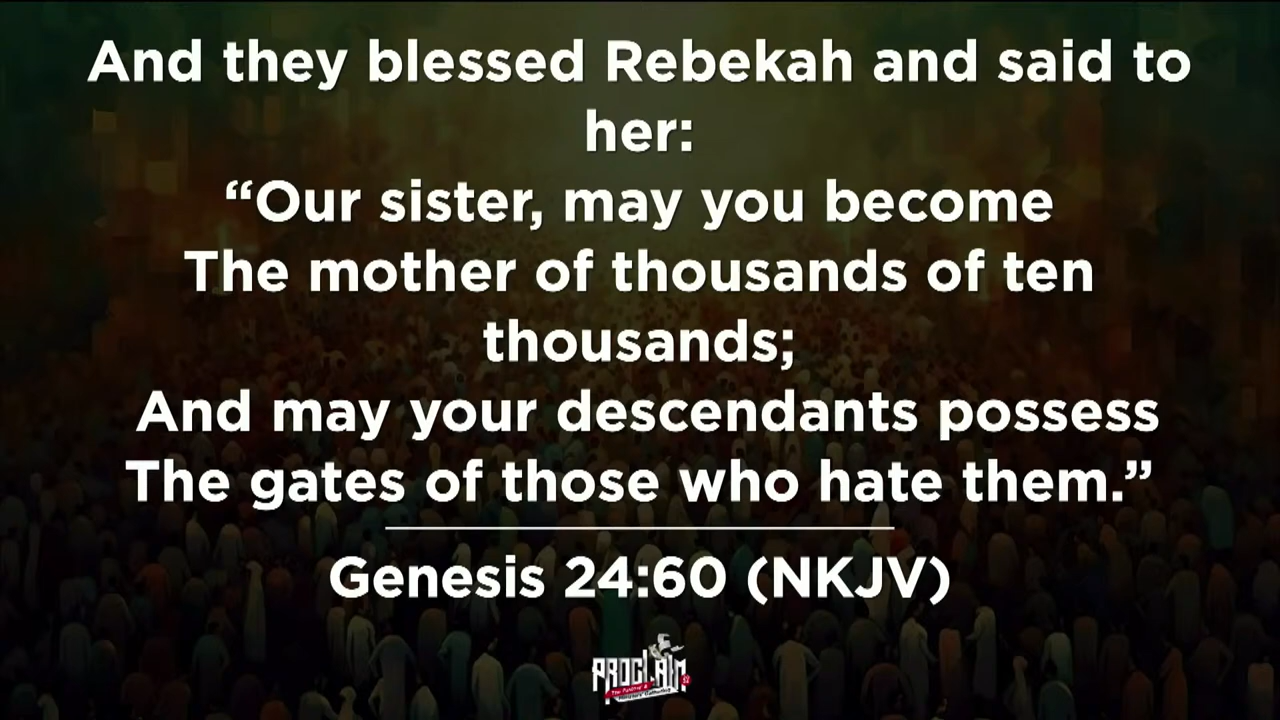 And they blessed Rebekah and said to
her:
“Our sister, may you become
The mother of thousands of ten
thousands;
And may your descendants possess
The gates of those who hate them.”
Genesis 24:60 (NKJV)
PROCLAIM